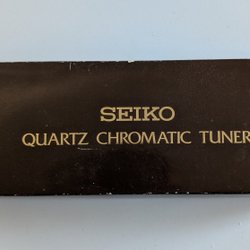 SEIKO
QUARTZ CHROMATIC TUNER